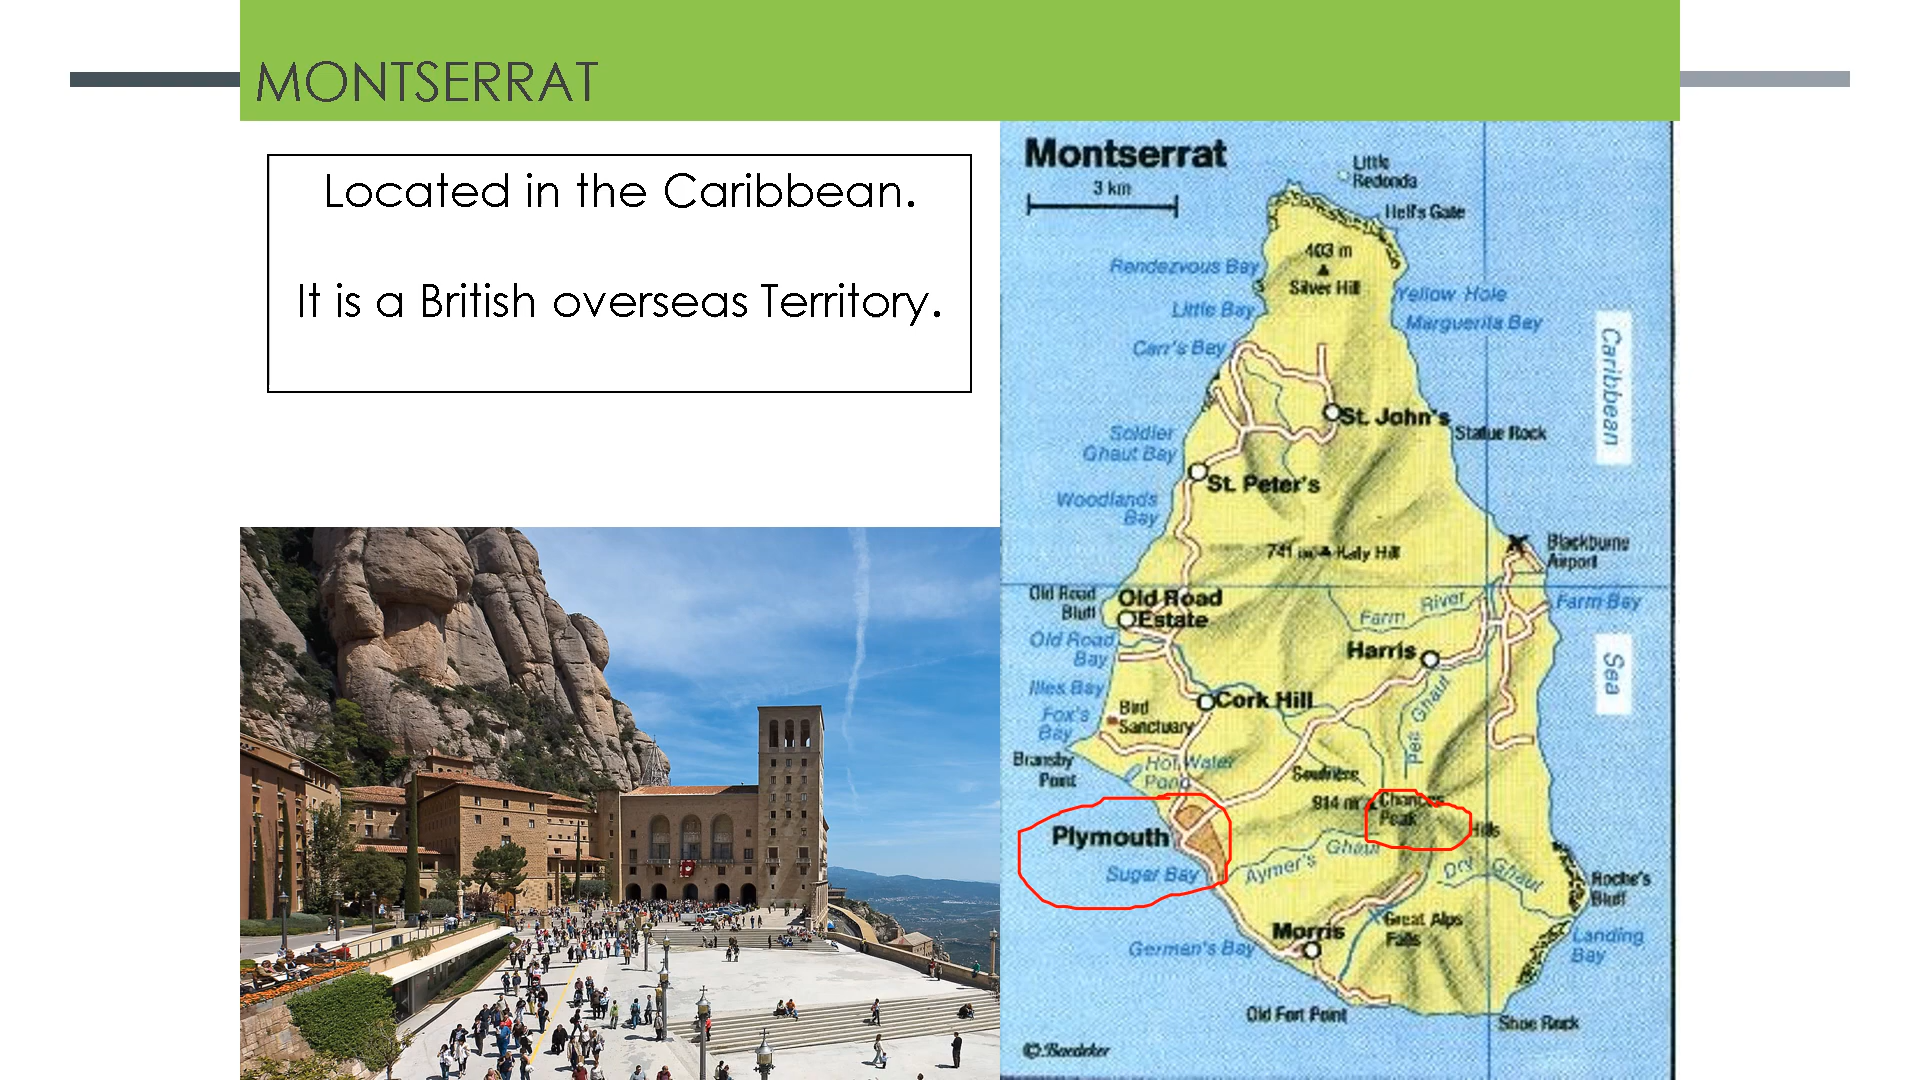 MONTSERRAT
Located in the Caribbean.
It is a British overseas Territory.
Montserrat
3 km
Little
Redonda
Hell's Gate
403 m
Silver Hill
Rendezvous Bay
Little Bay
Carr's Bay
Yellow Hole
Marguerita Bay
Caribbean
St. John's
Statue Rock
Soldier
Ghaut Bay
St. Peter's
Woodlands
Bay
741 m
Hill
Blackburne
Airport
Old Road
Bluff
Old Road
Estate
Farm River
Farm Bay
Old Road
Bay
Harris
Sea
Illes Bay
Cork Hill
Fox's
Bay
Bird
Sanctuary
Ghaut
Bransby
Point
Hot Water
Pond
914 m
Chances
Peak
Hills
Plymouth
Sugar Bay
Aymer's Ghaut
Dry Ghaut
Roche's
Bluff
Great Alps
Falls
Morris
German's Bay
Landing
Bay
Old Fort Point
Shoe Rock
© Baedeker